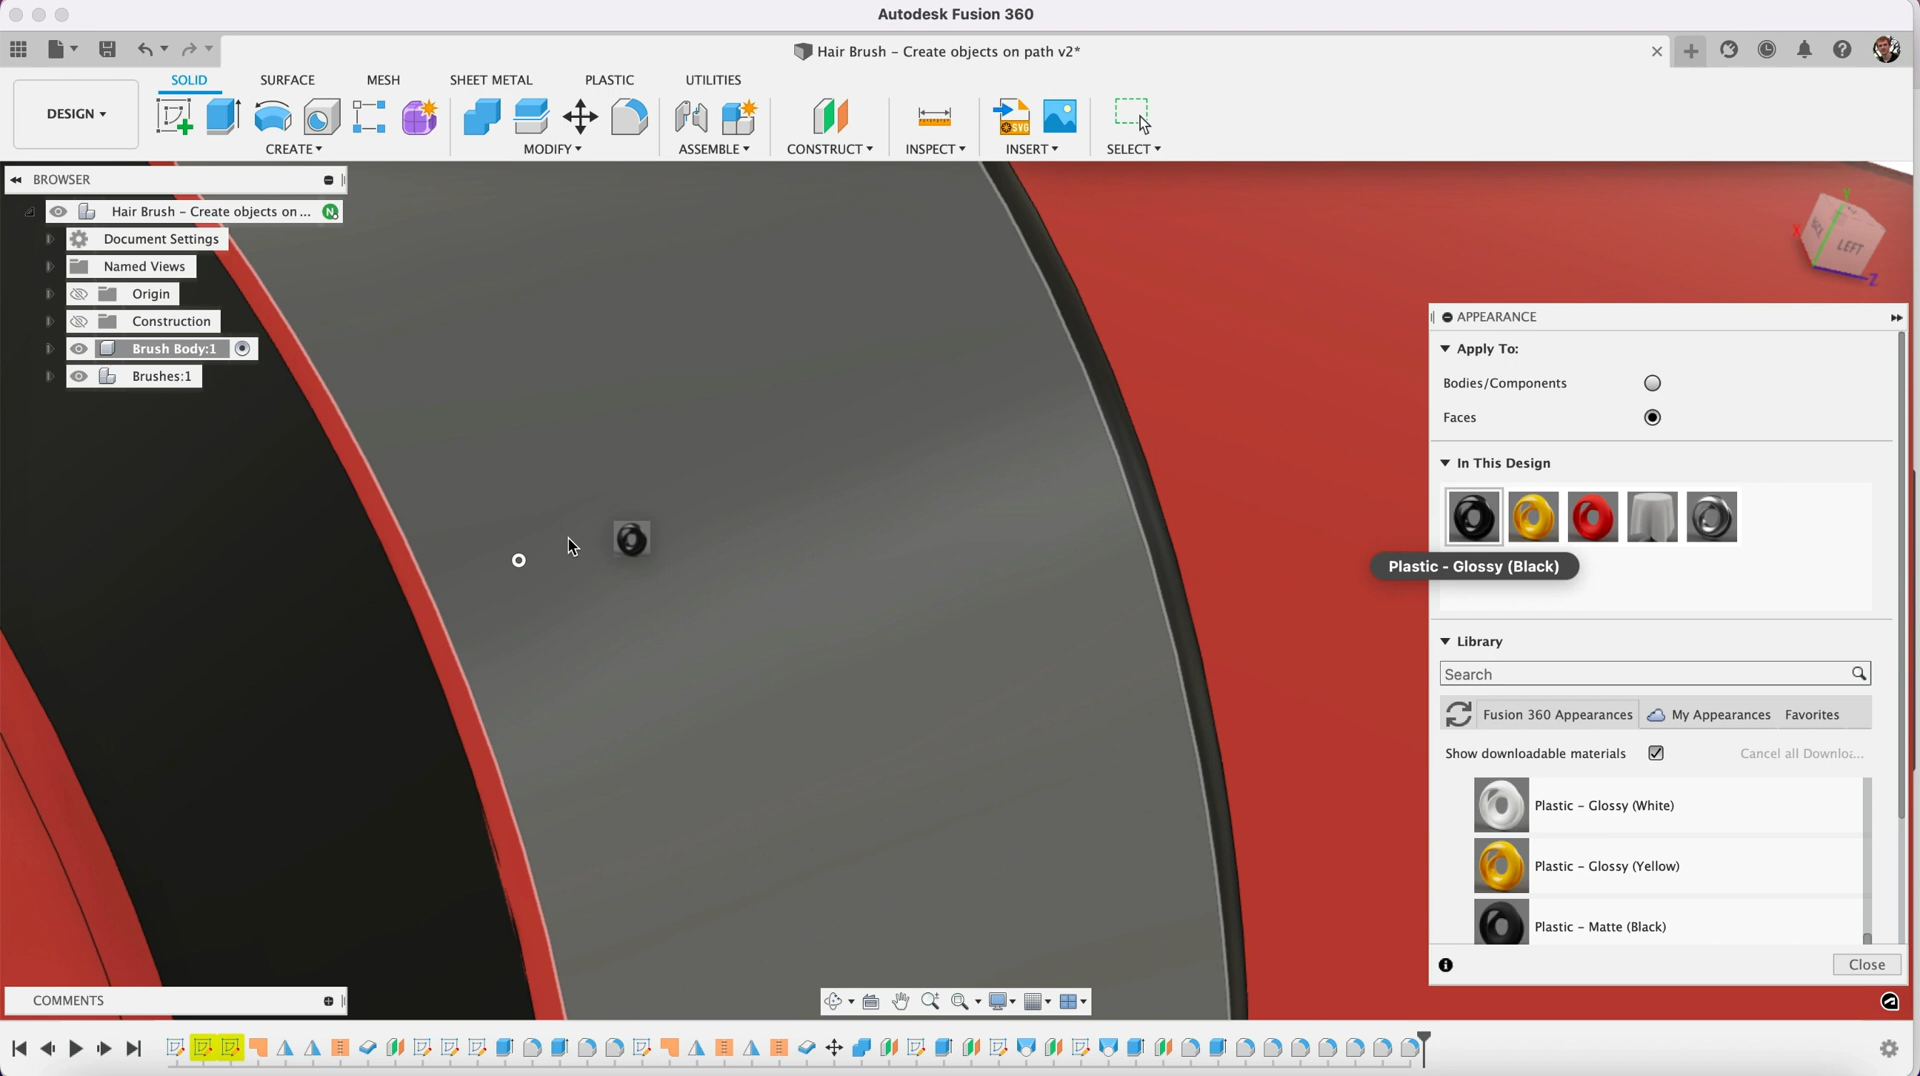 Autodesk Fusion 360
Hair Brush – Create objects on path v2*
SOLID SURFACE MESH SHEET METAL PLASTIC UTILITIES
DESIGN
CREATE MODIFY ASSEMBLE CONSTRUCT INSPECT INSERT SELECT
SVG
BROWSER
Hair Brush – Create objects on ...
N
Document Settings
Named Views
Origin
Construction
Brush Body:1
Brushes:1
Y
X
Z
LEFT
APPEARANCE
Apply To:
Bodies/Components
Faces
In This Design
Plastic - Glossy (Black)
Library
Search
Fusion 360 Appearances My Appearances Favorites
Show downloadable materials Cancel all Downloa...
Plastic – Glossy (White)
Plastic – Glossy (Yellow)
Plastic – Matte (Black)
Close
COMMENTS